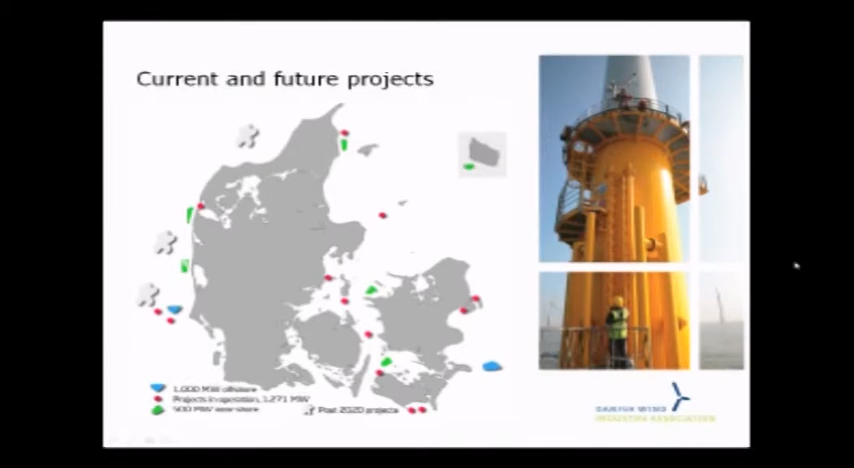 Current and future projects
1,000 MW offshore
Projects in operation, 1,271 MW
500 MW near-shore
Post 2020 projects
DANISH WIND
INDUSTRY ASSOCIATION